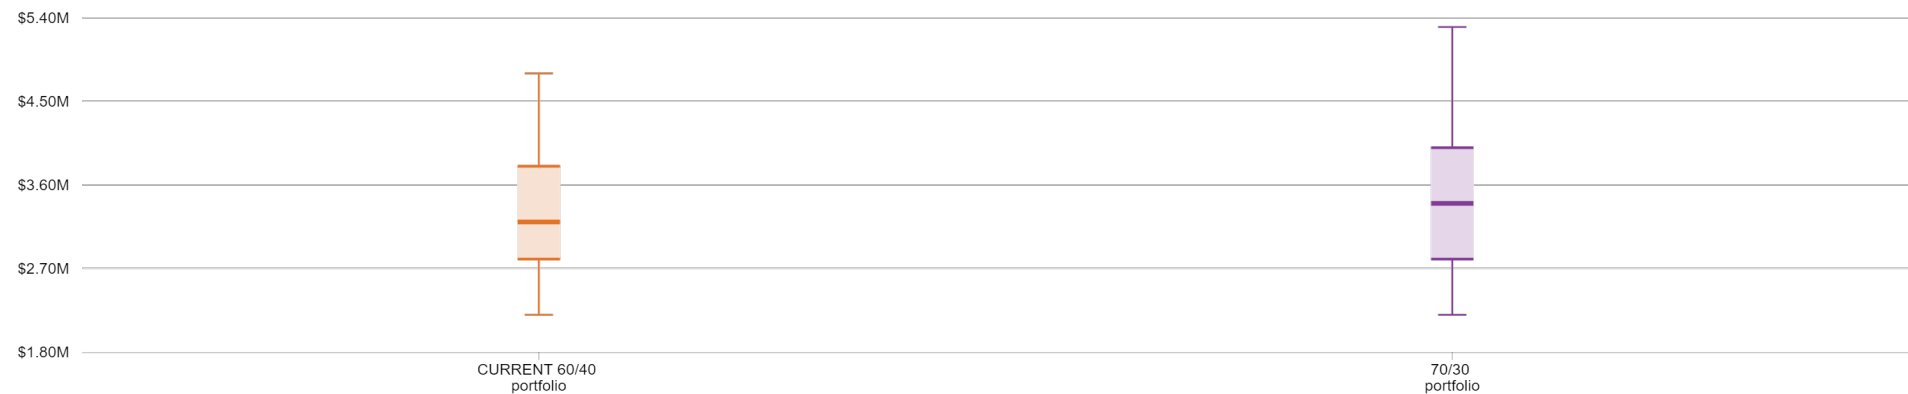 $5.40M
$4.50M
$3.60M
$2.70M
$1.80M
CURRENT 60/40
portfolio
70/30
portfolio